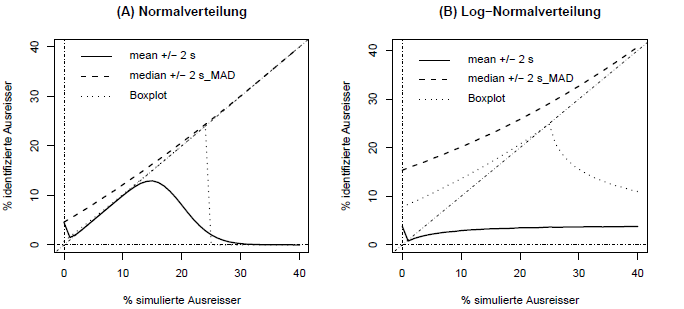 (A) Normalverteilung
% identifizierte Ausreisser
40
30
20
10
0
mean +/− 2 s
median +/− 2 s_MAD
Boxplot
0 10 20 30 40
% simulierte Ausreisser
(B) Log−Normalverteilung
% identifizierte Ausreisser
40
30
20
10
0
mean +/− 2 s
median +/− 2 s_MAD
Boxplot
0 10 20 30 40
% simulierte Ausreisser